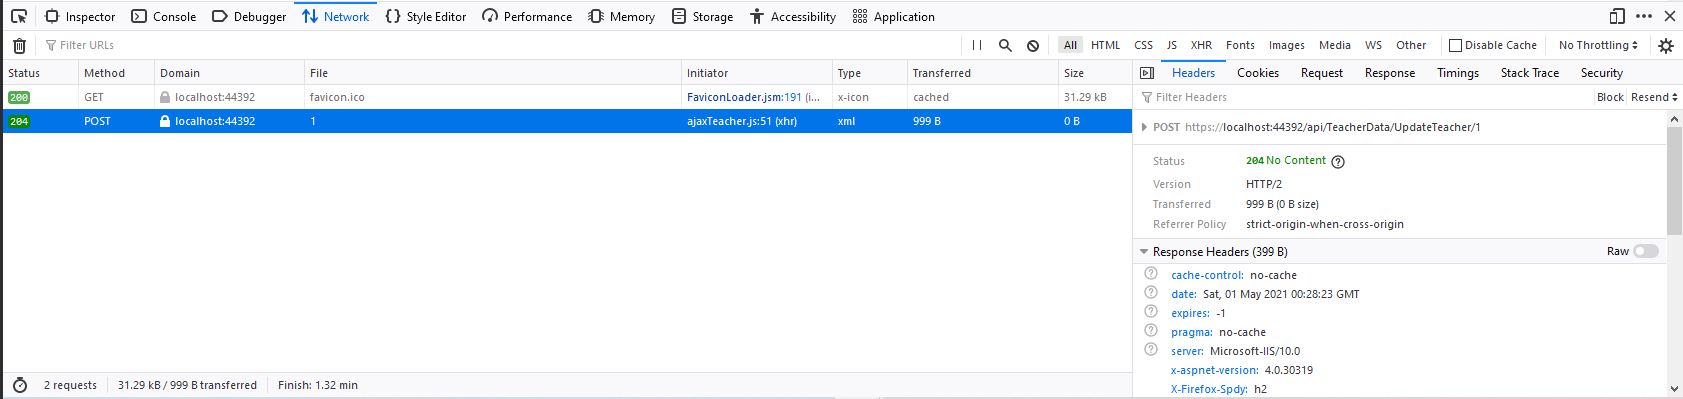 Inspector Console Debugger Network Style Editor Performance Memory Storage Accessibility Application
Filter URLs All HTML CSS JS XHR Fonts Images Media WS Other Disable Cache No Throttling
Status Method Domain File Initiator Type Transferred Size
200 GET localhost:44392 favicon.ico FaviconLoader.jsm:191 (i... x-icon cached 31.29 kB
204 POST localhost:44392 1 ajaxTeacher.js:51 (xhr) xml 999 B 0 B
2 requests 31.29 kB / 999 B transferred Finish: 1.32 min
Headers Cookies Request Response Timings Stack Trace Security
Filter Headers Block Resend
POST https://localhost:44392/api/TeacherData/UpdateTeacher/1
Status 204 No Content
Version HTTP/2
Transferred 999 B (0 B size)
Referrer Policy strict-origin-when-cross-origin
Response Headers (399 B) Raw
cache-control: no-cache
date: Sat, 01 May 2021 00:28:23 GMT
expires: -1
pragma: no-cache
server: Microsoft-IIS/10.0
x-aspnet-version: 4.0.30319
X-Firefox-Spdy: h2